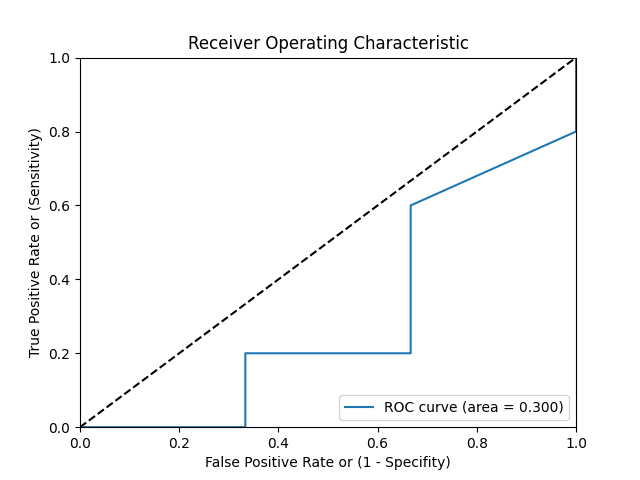 Receiver Operating Characteristic
1.0
0.8
0.6
0.4
0.2
0.0
True Positive Rate or (Sensitivity)
ROC curve (area = 0.300)
0.0 0.2 0.4 0.6 0.8 1.0
False Positive Rate or (1 - Specifity)